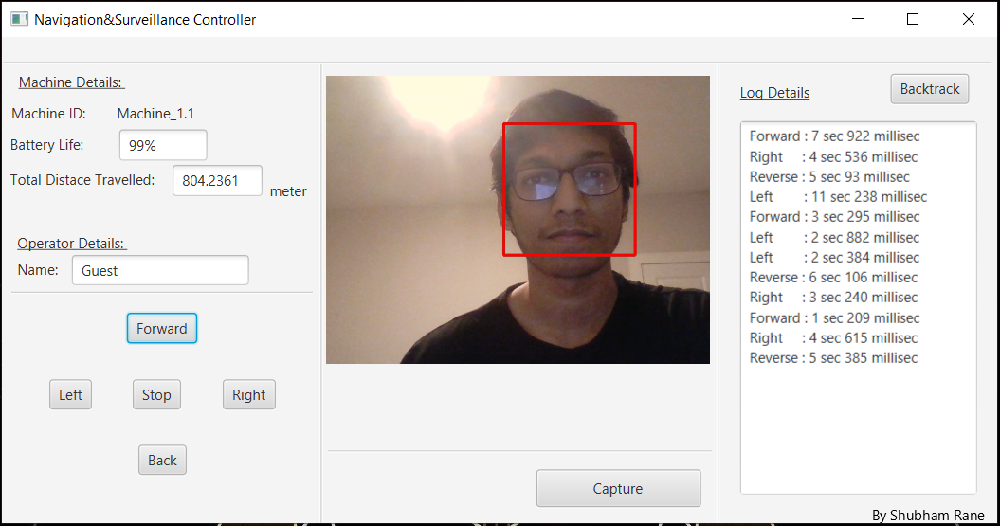 Navigation&Surveillance Controller
Machine Details:
Machine ID: Machine_1.1
Battery Life: 99%
Total Distace Travelled: 804.2361 meter
Operator Details:
Name: Guest
Forward
Left Stop Right
Back
Capture
Log Details Backtrack
Forward : 7 sec 922 millisec
Right : 4 sec 536 millisec
Reverse : 5 sec 93 millisec
Left : 11 sec 238 millisec
Forward : 3 sec 295 millisec
Left : 2 sec 882 millisec
Left : 2 sec 384 millisec
Reverse : 6 sec 106 millisec
Right : 3 sec 240 millisec
Forward : 1 sec 209 millisec
Right : 4 sec 615 millisec
Reverse : 5 sec 385 millisec
By Shubham Rane